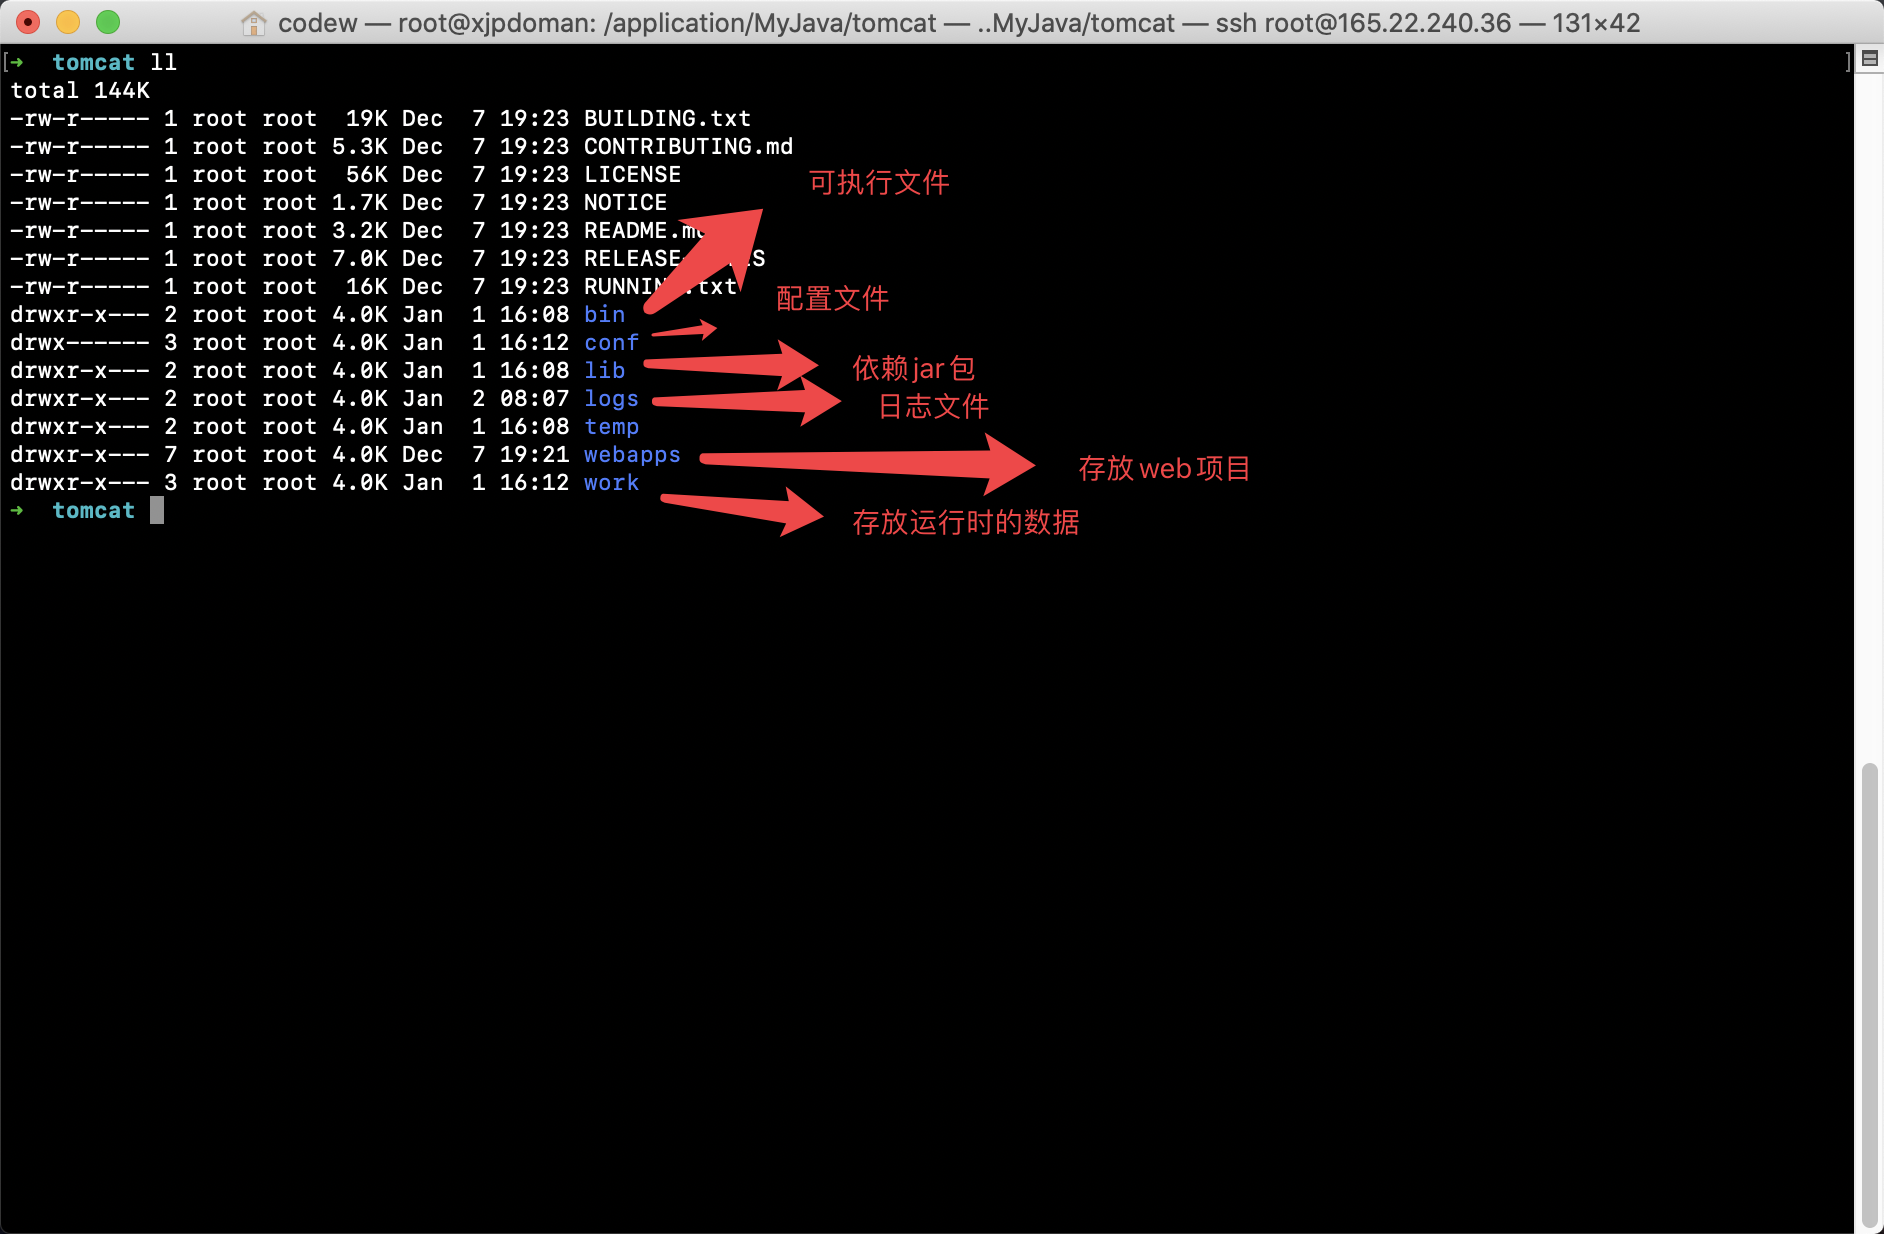 codew — root@xjpdoman: /application/MyJava/tomcat — ..MyJava/tomcat — ssh root@165.22.240.36 — 131×42
[➜  tomcat ll ]
total 144K
-rw-r----- 1 root root  19K Dec  7 19:23 BUILDING.txt
-rw-r----- 1 root root 5.3K Dec  7 19:23 CONTRIBUTING.md
-rw-r----- 1 root root  56K Dec  7 19:23 LICENSE
可执行文件
-rw-r----- 1 root root 1.7K Dec  7 19:23 NOTICE
-rw-r----- 1 root root 3.2K Dec  7 19:23 README.md
-rw-r----- 1 root root 7.0K Dec  7 19:23
-rw-r----- 1 root root  16K Dec  7 19:23
配置文件
drwxr-x--- 2 root root 4.0K Jan  1 16:08 bin
drwx------ 3 root root 4.0K Jan  1 16:12 conf
drwxr-x--- 2 root root 4.0K Jan  1 16:08 lib
依赖jar包
drwxr-x--- 2 root root 4.0K Jan  2 08:07 logs
日志文件
drwxr-x--- 2 root root 4.0K Jan  1 16:08 temp
drwxr-x--- 7 root root 4.0K Dec  7 19:21 webapps
存放web项目
drwxr-x--- 3 root root 4.0K Jan  1 16:12 work
➜  tomcat
存放运行时的数据